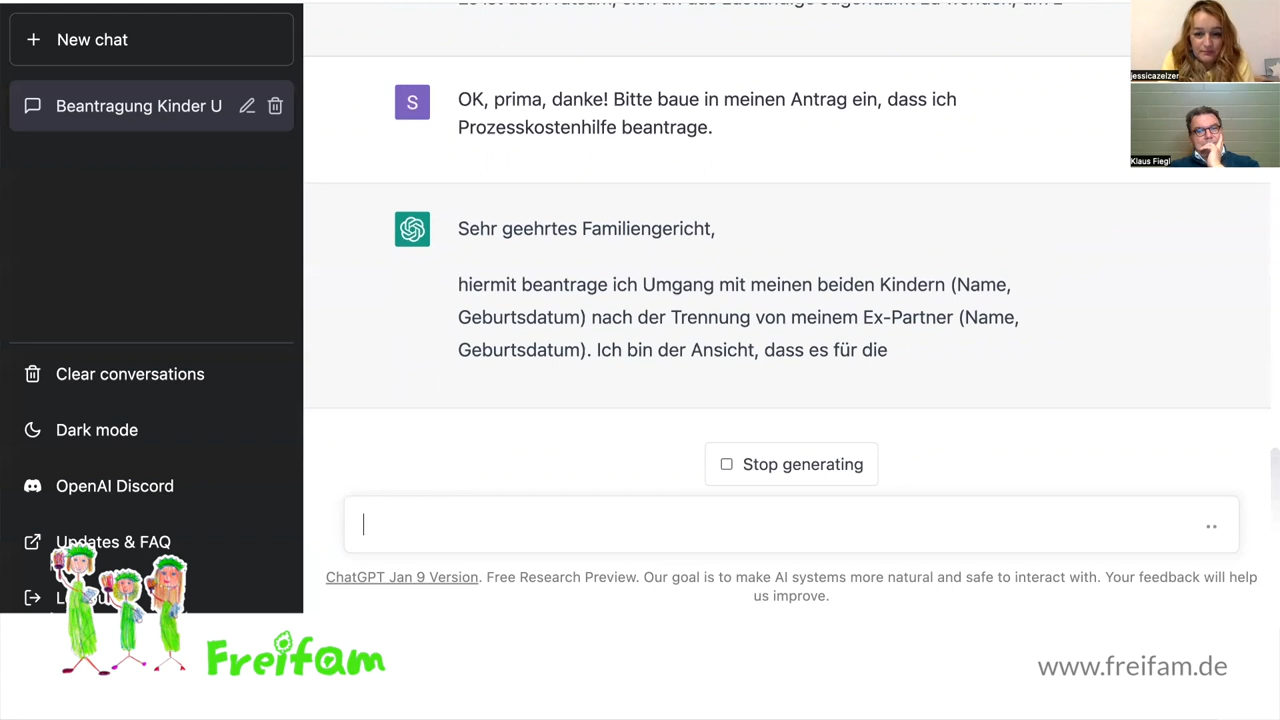 New chat
Beantragung Kinder U
Clear conversations
Dark mode
OpenAI Discord
Updates & FAQ
OK, prima, danke! Bitte baue in meinen Antrag ein, dass ich
Prozesskostenhilfe beantrage.
S
Sehr geehrtes Familiengericht,
hiermit beantrage ich Umgang mit meinen beiden Kindern (Name,
Geburtsdatum) nach der Trennung von meinem Ex-Partner (Name,
Geburtsdatum). Ich bin der Ansicht, dass es für die
Stop generating
ChatGPT Jan 9 Version. Free Research Preview. Our goal is to make AI systems more natural and safe to interact with. Your feedback will help
us improve.
jessicazelzer
Klaus Fiegl
Freifam
www.freifam.de